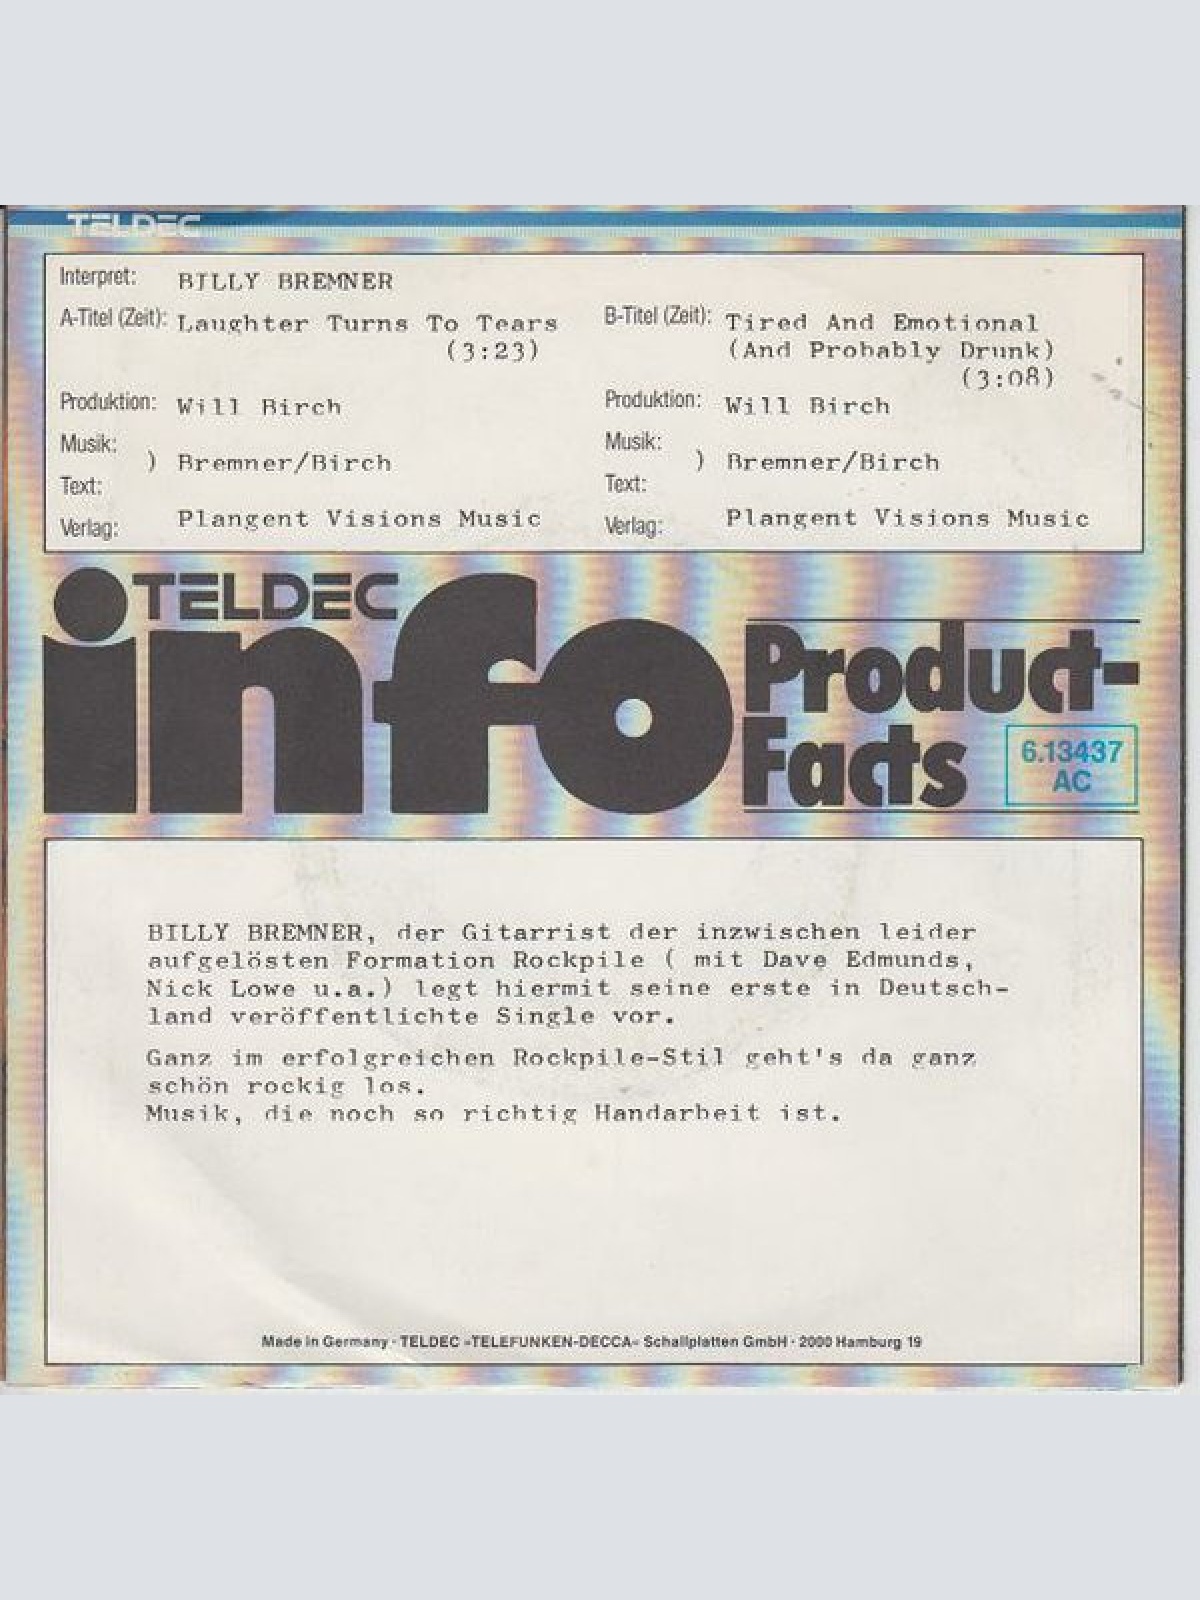 TELDEC
Interpret: BILLY BREMNER
A-Titel (Zeit): Laughter Turns To Tears
(3:23)
Produktion: Will Birch
Musik:
) Bremner/Birch
Text:
Verlag: Plangent Visions Music
B-Titel (Zeit): Tired And Emotional
(And Probably Drunk)
(3:08)
Produktion: Will Birch
Musik:
) Bremner/Birch
Text:
Verlag: Plangent Visions Music
TELDEC
info
Product-
Facts
6.13437
AC
BILLY BREMNER, der Gitarrist der inzwischen leider
aufgelösten Formation Rockpile ( mit Dave Edmunds,
Nick Lowe u.a.) legt hiermit seine erste in Deutsch-
land veröffentlichte Single vor.
Ganz im erfolgreichen Rockpile-Stil geht's da ganz
schön rockig los.
Musik, die noch so richtig Handarbeit ist.
Made in Germany · TELDEC »TELEFUNKEN-DECCA« Schallplatten GmbH · 2000 Hamburg 19